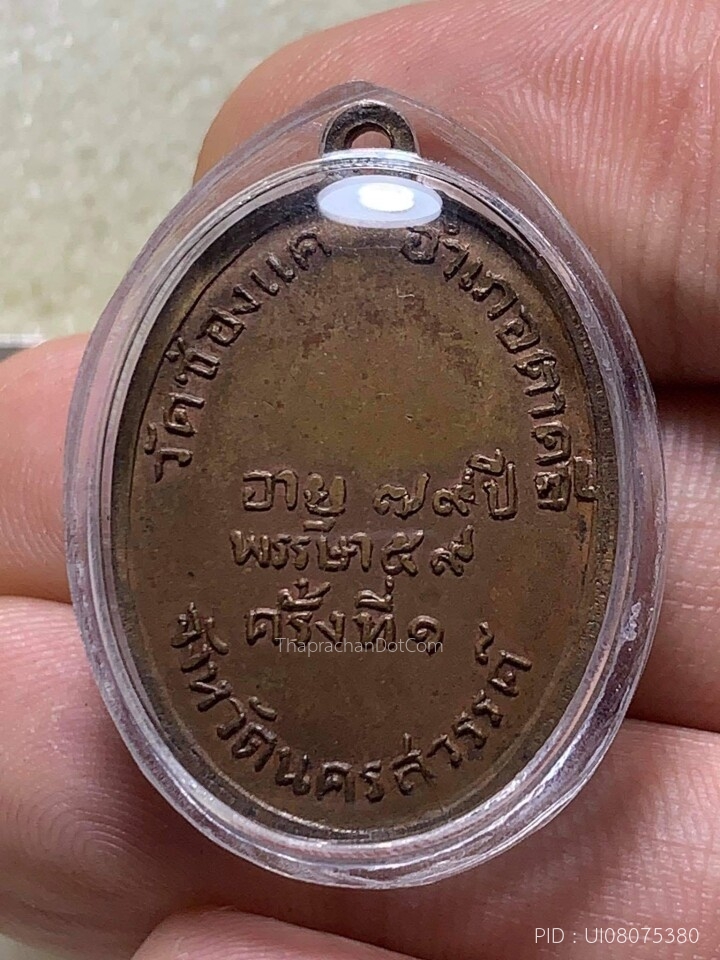 วัดช่องแค อำเภอตาคลี
อายุ ๗๙ปี
พรรษา ๕๙
ครั้งที่ ๑
จังหวัดนครสวรรค์
ThaprachanDotCom
PID : UI08075380